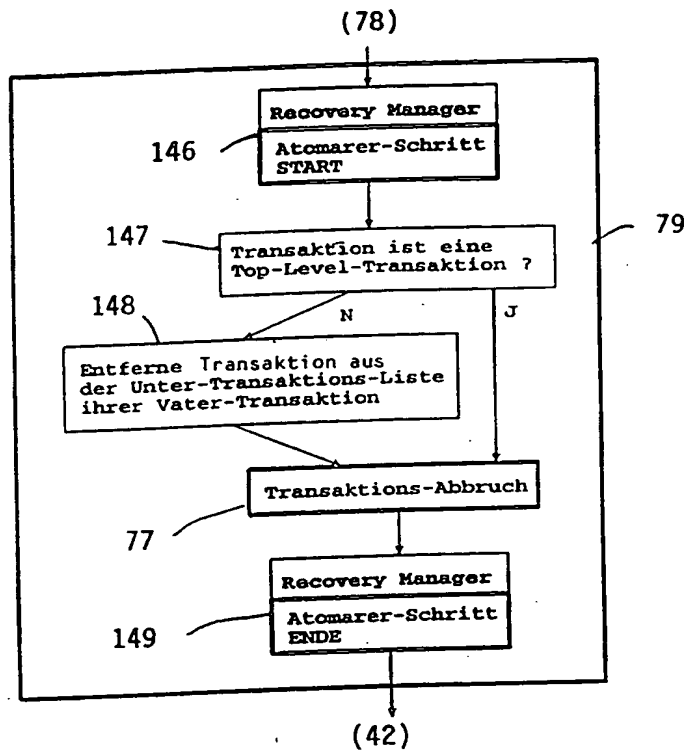 (78)
Recovery Manager
146
Atomarer-Schritt
START
79
147
Transaktion ist eine
Top-Level-Transaktion ?
148
N
J
Entferne Transaktion aus
der Unter-Transaktions-Liste
ihrer Vater-Transaktion
Transaktions-Abbruch
77
Recovery Manager
149
Atomarer-Schritt
ENDE
(42)